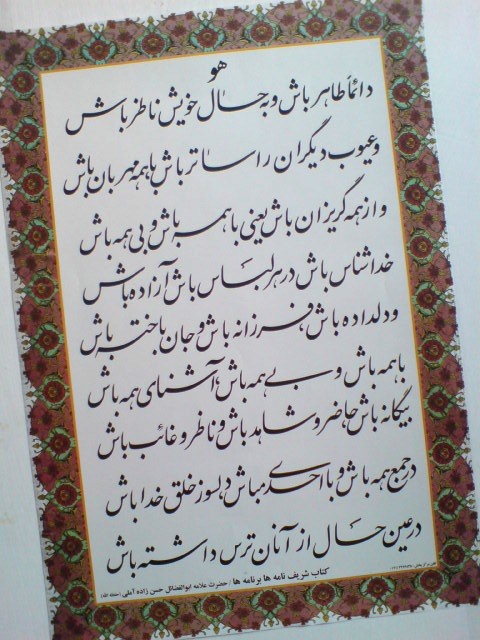 هو
دائماً طاهر باش و به حال خویش ناظر باش
و عیوب دیگران را ساتر باش با همه مهربان باش
و از همه گریزان باش یعنی با همه باش و بی همه باش
خداشناس باش در هر لباس باش آزاده باش
و دلداده باش، فرزانه باش و جان باخته باش
با همه باش و بی همه باش، آشنای همه باش
بیگانه باش حاضر و شاهد باش و ناظر و غائب باش
در جمع همه باش و با احدی مباش دلسوز خلق خدا باش
در عین حال از آنان ترس داشته باش
کتاب شریف نامه ها برنامه ها (حضرت علامه ابوالفضائل حسن زاده آملی (حفظه الله